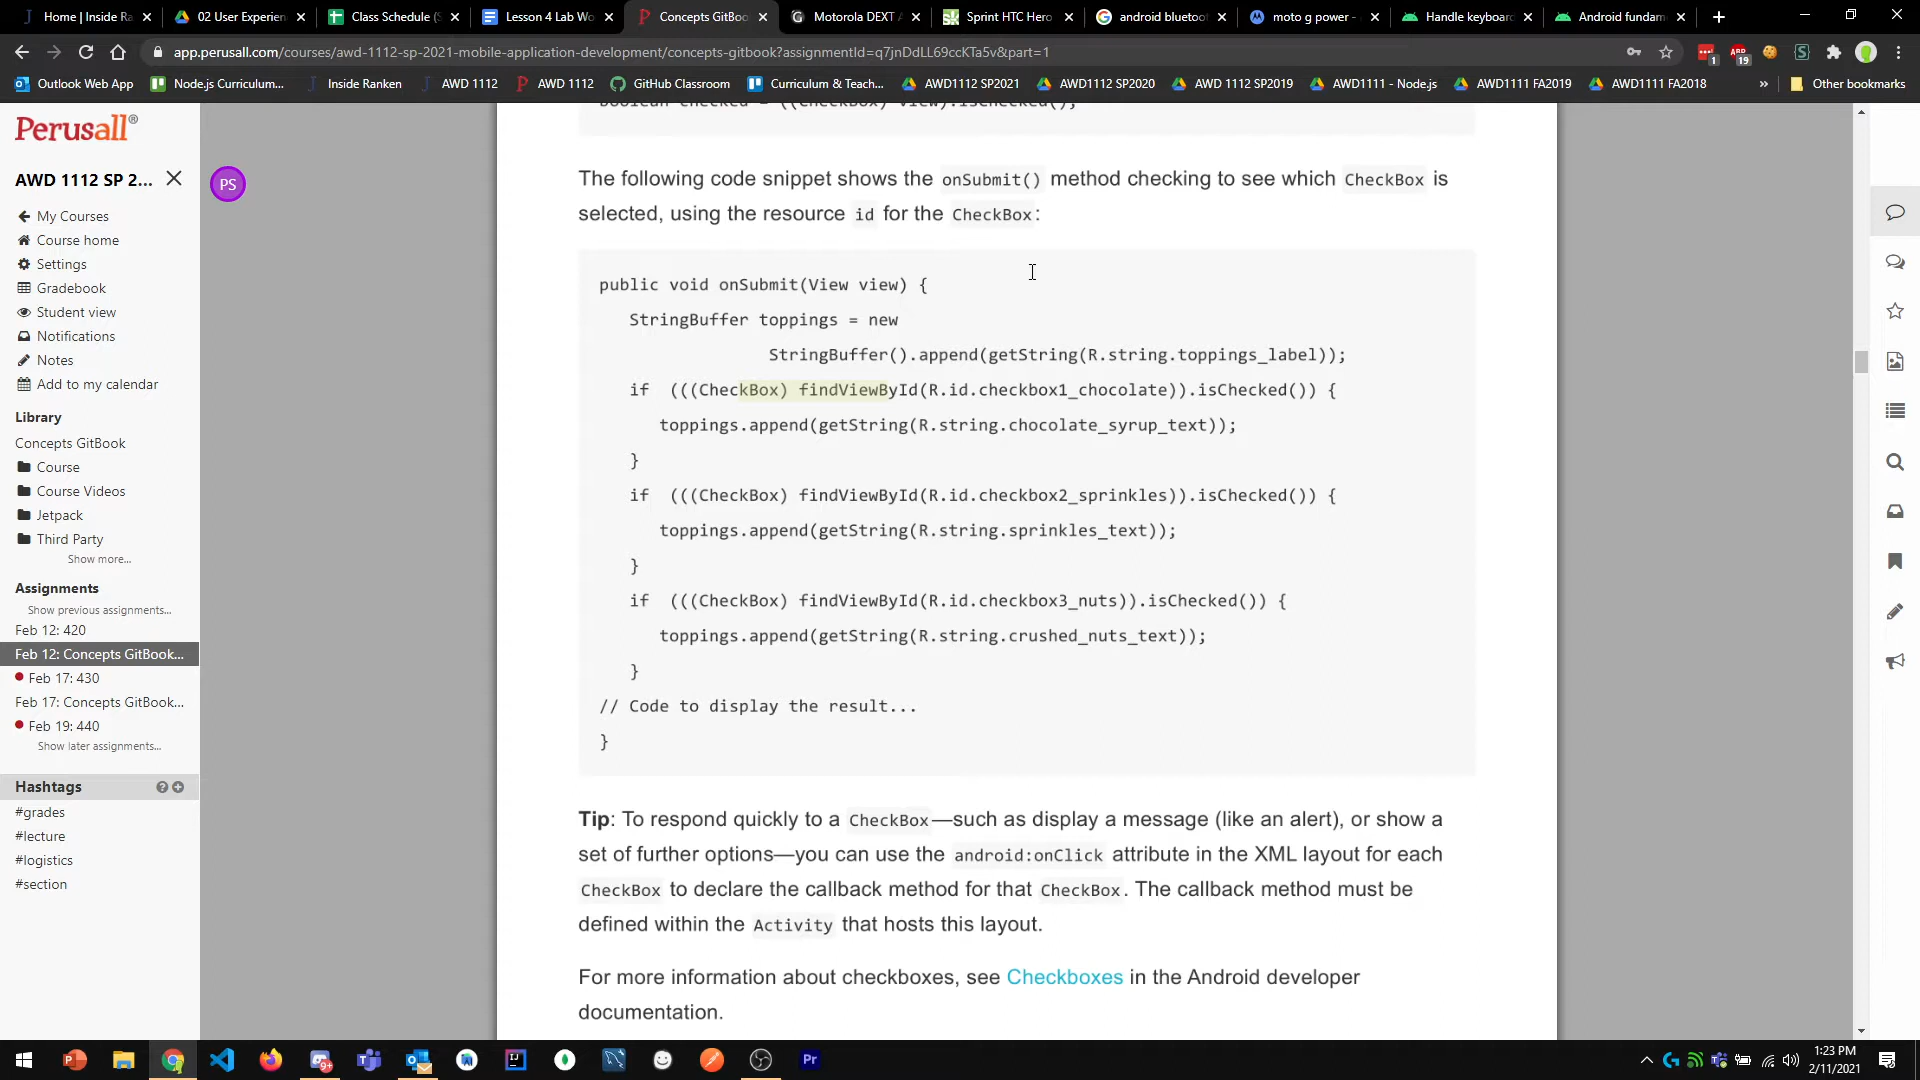 Home | Inside Ra
02 User Experien
Class Schedule (S
Lesson 4 Lab Wo
Concepts GitBoo
Motorola DEXT A
Sprint HTC Hero
android bluetoot
moto g power -
Handle keyboard
Android fundam
app.perusall.com/courses/awd-1112-sp-2021-mobile-application-development/concepts-gitbook?assignmentId=q7jnDdLL69ccKTa5v&part=1
1
ABP
19
Outlook Web App
Node.js Curriculum...
Inside Ranken
AWD 1112
AWD 1112
GitHub Classroom
Curriculum & Teach...
AWD1112 SP2021
AWD1112 SP2020
AWD 1112 SP2019
AWD1111 - Node.js
AWD1111 FA2019
AWD1111 FA2018
»
Other bookmarks
Perusall®
AWD 1112 SP 2...
PS
My Courses
Course home
Settings
Gradebook
Student view
Notifications
Notes
Add to my calendar
Library
Concepts GitBook
Course
Course Videos
Jetpack
Third Party
Show more...
Assignments
Show previous assignments...
Feb 12: 420
Feb 12: Concepts GitBook...
Feb 17: 430
Feb 17: Concepts GitBook...
Feb 19: 440
Show later assignments...
Hashtags
#grades
#lecture
#logistics
#section
boolean checked = ((CheckBox) view).isChecked();
The following code snippet shows the onSubmit() method checking to see which CheckBox is
selected, using the resource id for the CheckBox:
public void onSubmit(View view) {
StringBuffer toppings = new
StringBuffer().append(getString(R.string.toppings_label));
if (((CheckBox) findViewById(R.id.checkbox1_chocolate)).isChecked()) {
toppings.append(getString(R.string.chocolate_syrup_text));
}
if (((CheckBox) findViewById(R.id.checkbox2_sprinkles)).isChecked()) {
toppings.append(getString(R.string.sprinkles_text));
}
if (((CheckBox) findViewById(R.id.checkbox3_nuts)).isChecked()) {
toppings.append(getString(R.string.crushed_nuts_text));
}
// Code to display the result...
}
Tip: To respond quickly to a CheckBox—such as display a message (like an alert), or show a
set of further options—you can use the android:onClick attribute in the XML layout for each
CheckBox to declare the callback method for that CheckBox. The callback method must be
defined within the Activity that hosts this layout.
For more information about checkboxes, see Checkboxes in the Android developer
documentation.
1:23 PM
2/11/2021